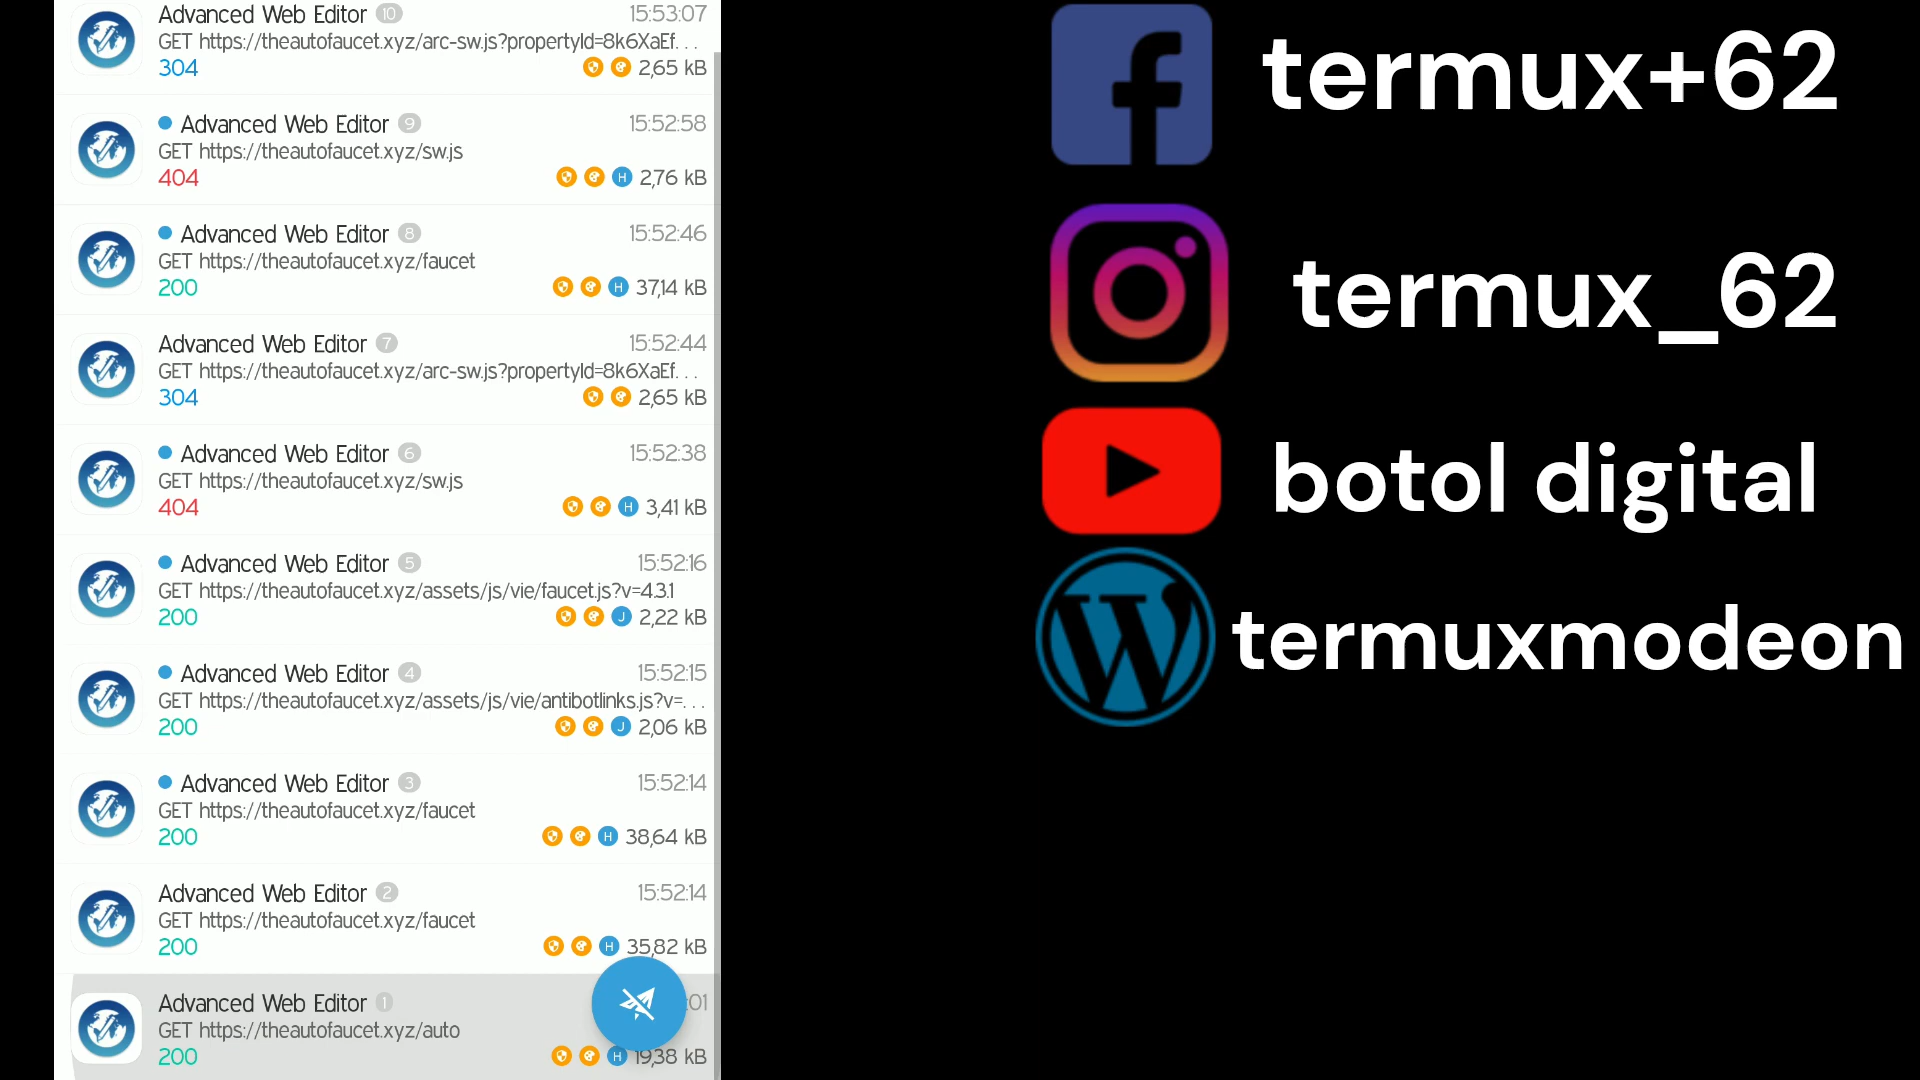 Advanced Web Editor 10 15:53:07
GET https://theautofaucet.xyz/arc-sw.js?propertyId=8k6XaEf. . .
304 2,65 kB
Advanced Web Editor 9 15:52:58
GET https://theautofaucet.xyz/sw.js
404 H 2,76 kB
Advanced Web Editor 8 15:52:46
GET https://theautofaucet.xyz/faucet
200 H 37,14 kB
Advanced Web Editor 7 15:52:44
GET https://theautofaucet.xyz/arc-sw.js?propertyId=8k6XaEf. . .
304 2,65 kB
Advanced Web Editor 6 15:52:38
GET https://theautofaucet.xyz/sw.js
404 H 3,41 kB
Advanced Web Editor 5 15:52:16
GET https://theautofaucet.xyz/assets/js/vie/faucet.js?v=4.3.1
200 J 2,22 kB
Advanced Web Editor 4 15:52:15
GET https://theautofaucet.xyz/assets/js/vie/antibotlinks.js?v=. . .
200 J 2,06 kB
Advanced Web Editor 3 15:52:14
GET https://theautofaucet.xyz/faucet
200 H 38,64 kB
Advanced Web Editor 2 15:52:14
GET https://theautofaucet.xyz/faucet
200 H 35,82 kB
Advanced Web Editor 1 :01
GET https://theautofaucet.xyz/auto
200 H 19,38 kB
termux+62
termux_62
botol digital
termuxmodeon